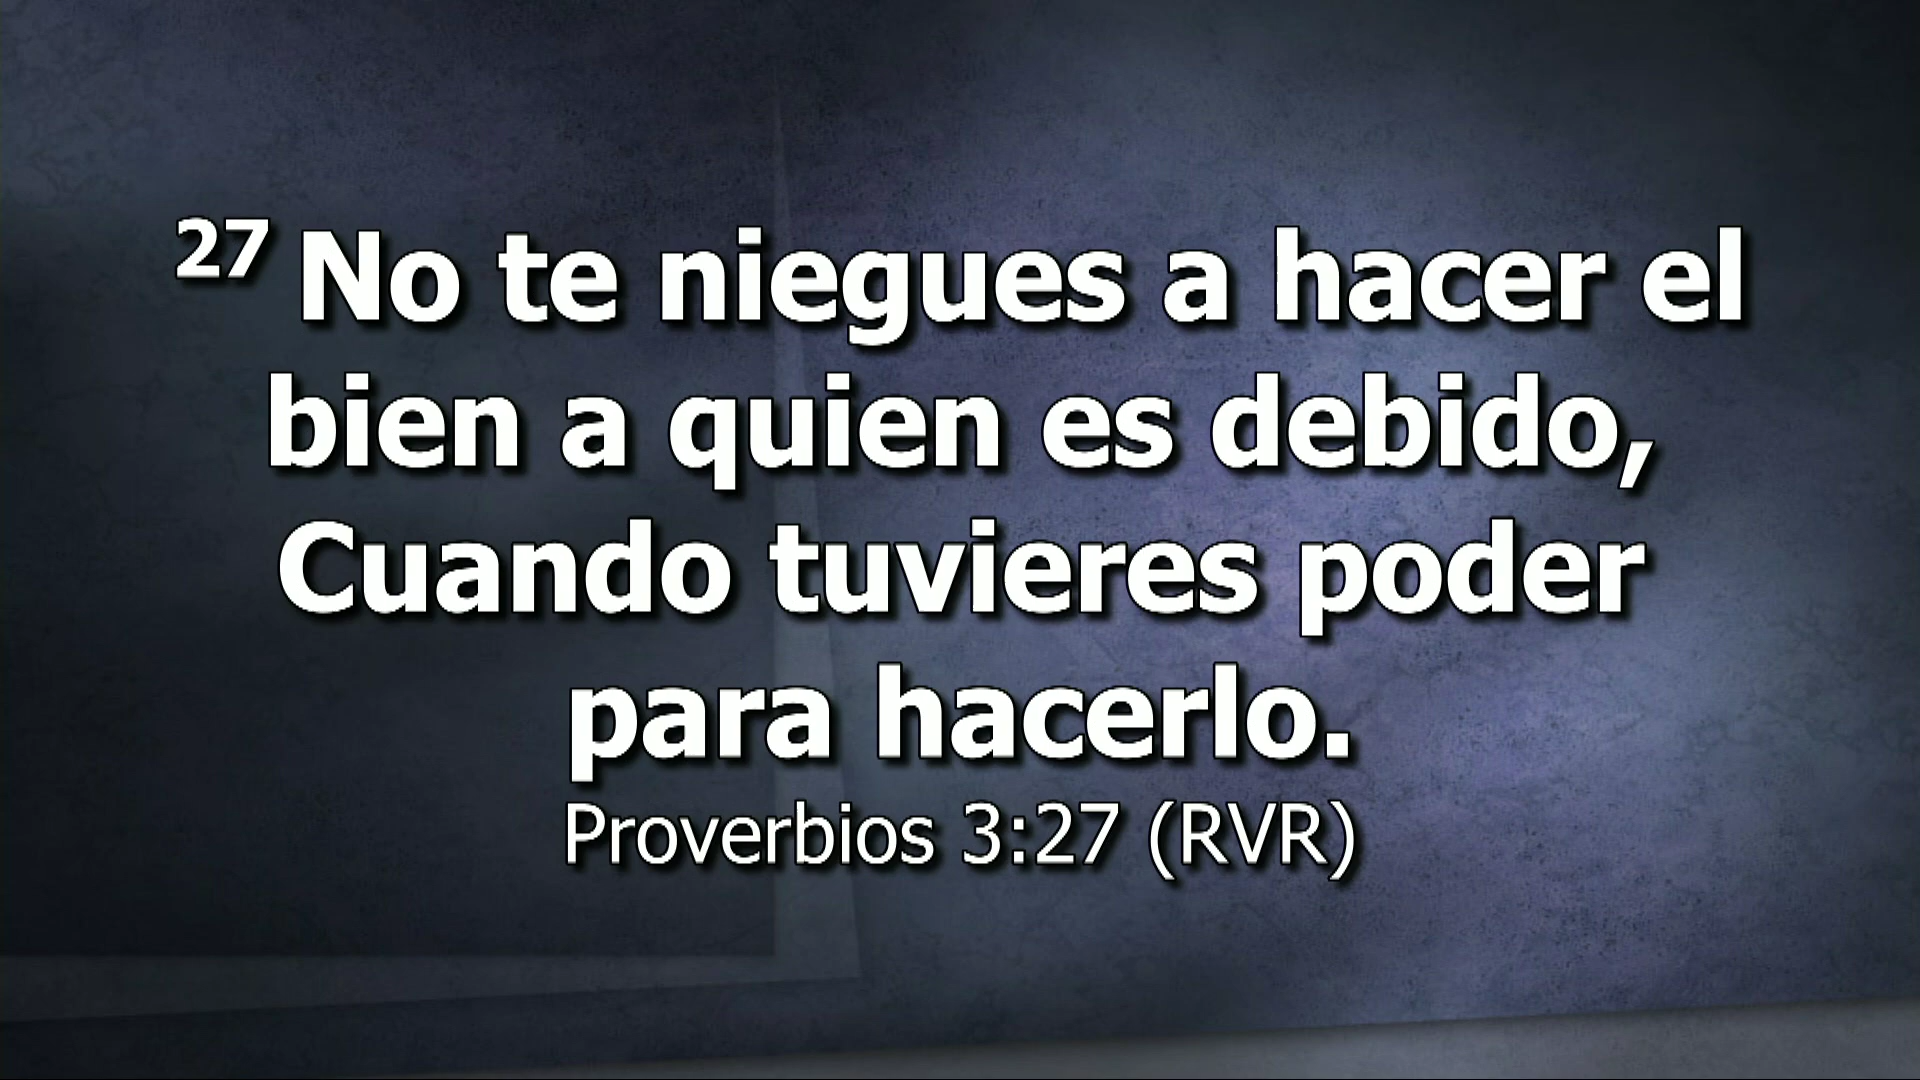 27 No te niegues a hacer el
bien a quien es debido,
Cuando tuvieres poder
para hacerlo.
Proverbios 3:27 (RVR)